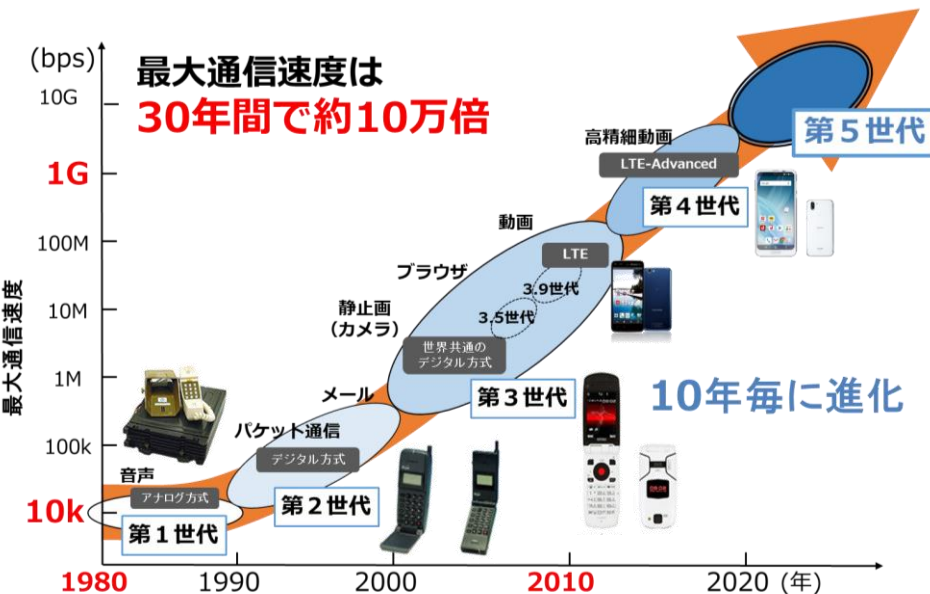 (bps)
最大通信速度は
30年間で約10万倍
10G
1G
100M
10M
1M
100k
10k
最大通信速度
音声
アナログ方式
第1世代
パケット通信
メール
デジタル方式
第2世代
静止画
(カメラ)
ブラウザ
動画
LTE
3.9世代
3.5世代
世界共通の
デジタル方式
第3世代
高精細動画
LTE-Advanced
第4世代
第5世代
10年毎に進化
1980
1990
2000
2010
2020 (年)